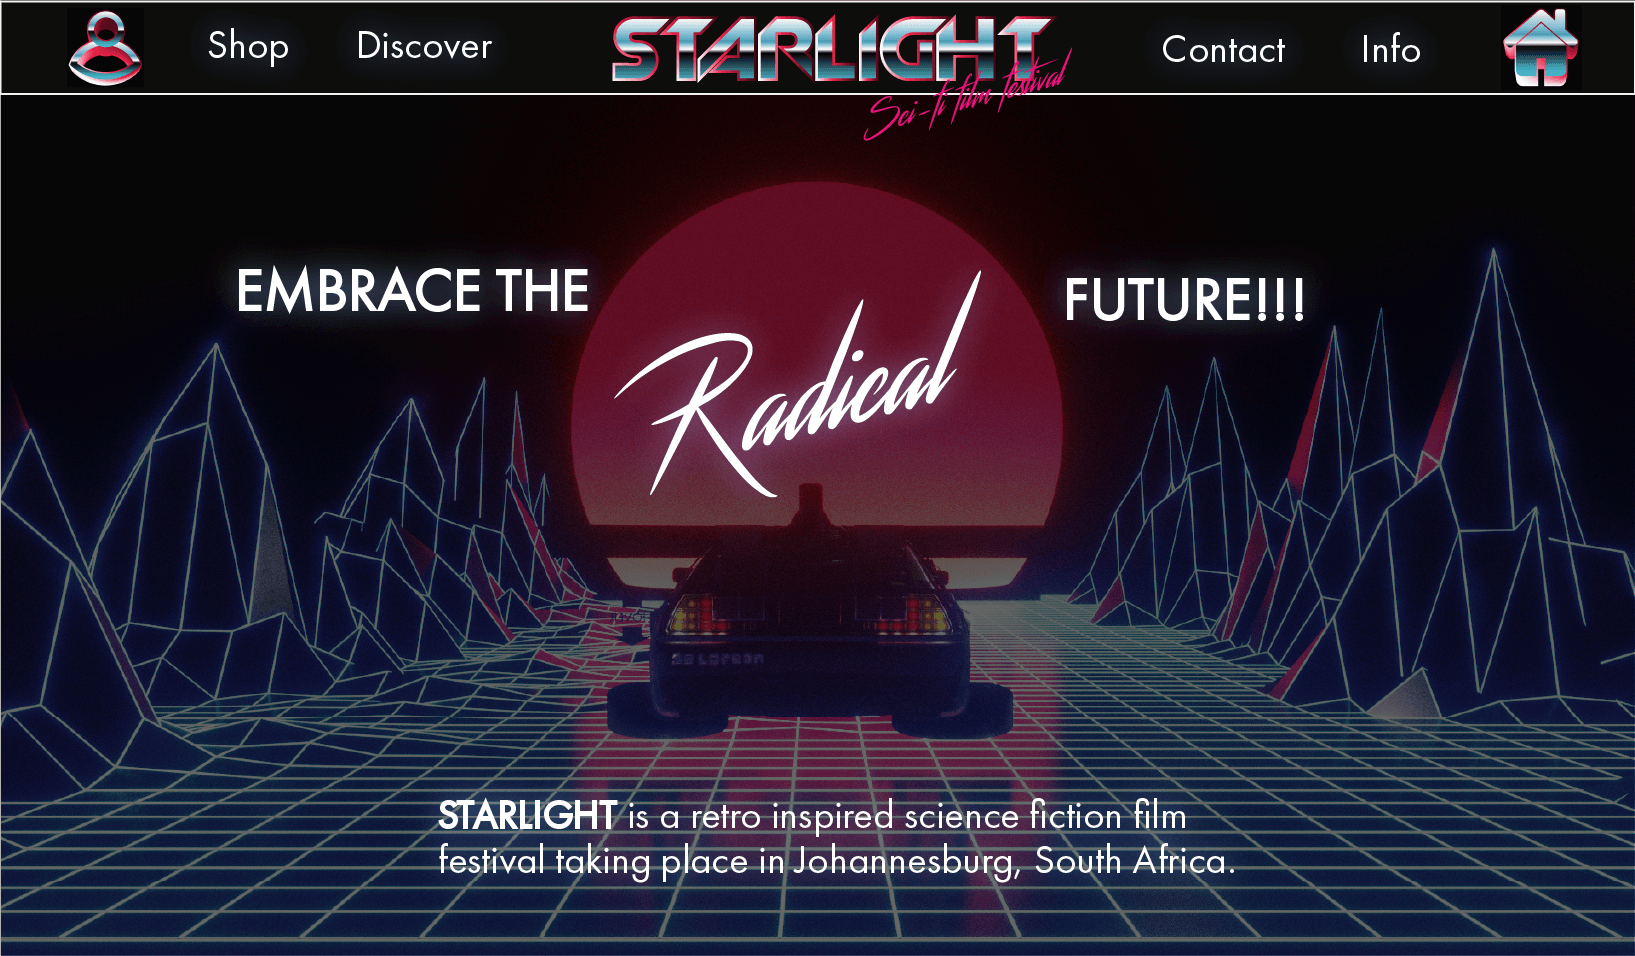 Shop
Discover
STARLIGHT
Sci-fi film festival
Contact
Info
EMBRACE THE
Radical
FUTURE!!!
STARLIGHT is a retro inspired science fiction film
festival taking place in Johannesburg, South Africa.